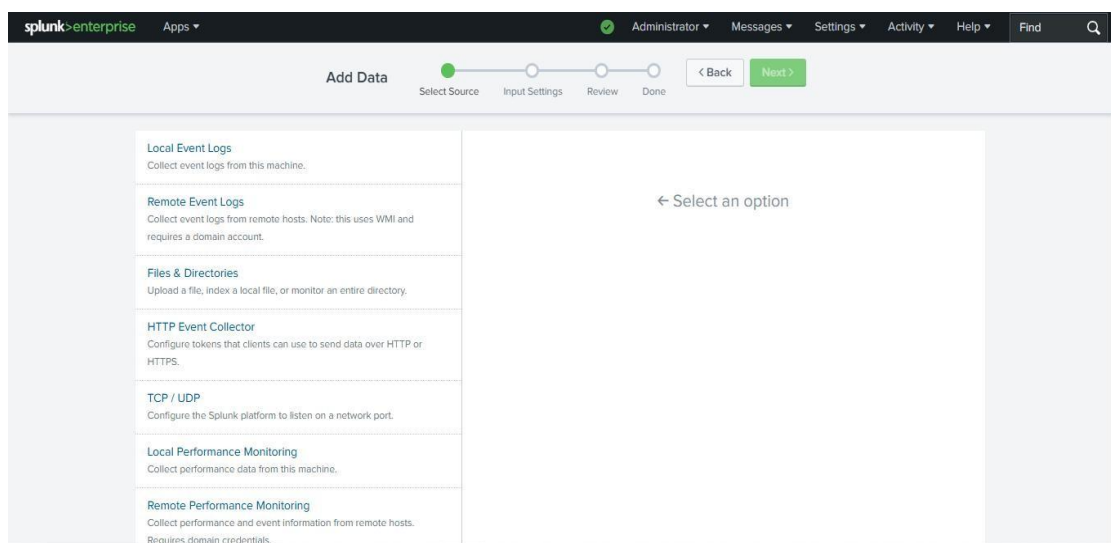 splunk>enterprise Apps ▾ Administrator ▾ Messages ▾ Settings ▾ Activity ▾ Help ▾ Find
Add Data
Select Source Input Settings Review Done
< Back Next >
Local Event Logs
Collect event logs from this machine.
Remote Event Logs
Collect event logs from remote hosts. Note: this uses WMI and
requires a domain account.
Files & Directories
Upload a file, index a local file, or monitor an entire directory.
HTTP Event Collector
Configure tokens that clients can use to send data over HTTP or
HTTPS.
TCP / UDP
Configure the Splunk platform to listen on a network port.
Local Performance Monitoring
Collect performance data from this machine.
Remote Performance Monitoring
Collect performance and event information from remote hosts.
Requires domain credentials.
← Select an option